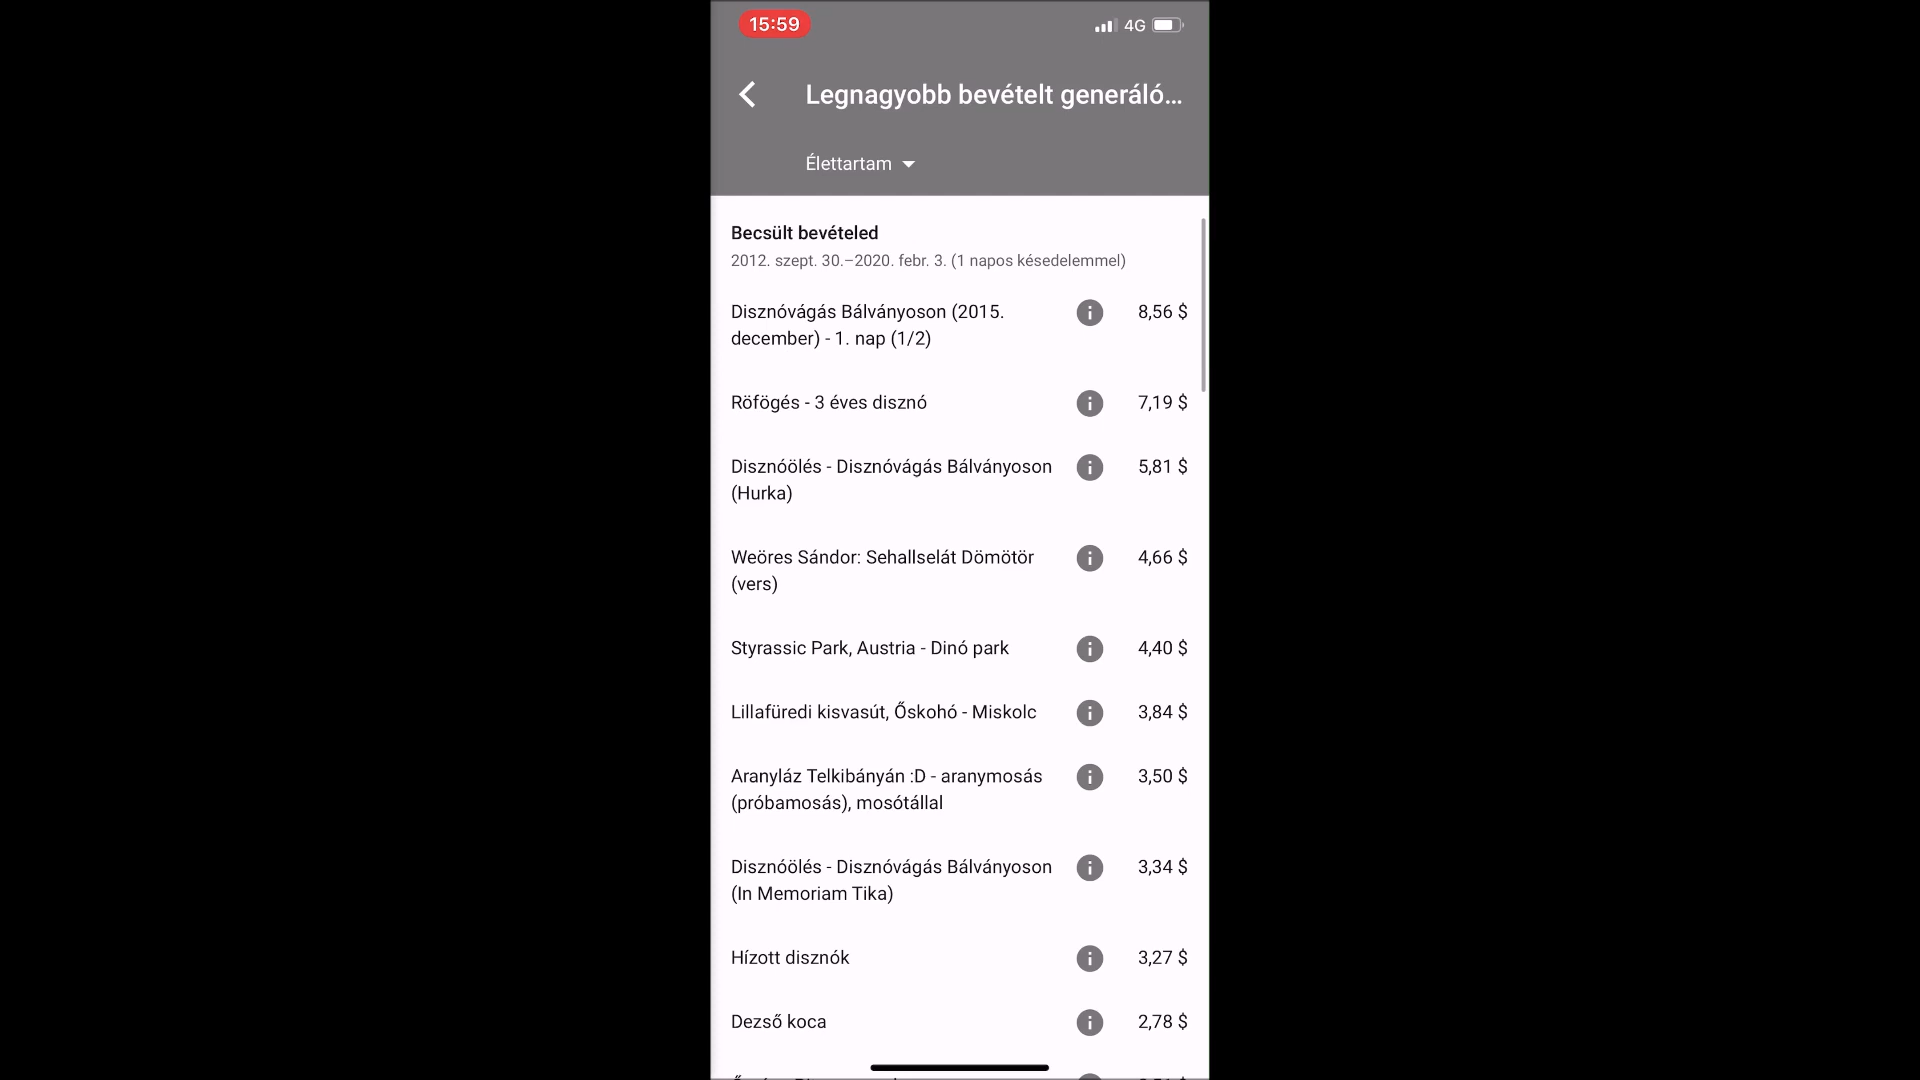 15:59
4G
Legnagyobb bevételt generáló...
Élettartam
Becsült bevételed
2012. szept. 30.–2020. febr. 3. (1 napos késedelemmel)
Disznóvágás Bálványoson (2015. 8,56 $
december) - 1. nap (1/2)
Röfögés - 3 éves disznó 7,19 $
Disznóölés - Disznóvágás Bálványoson 5,81 $
(Hurka)
Weöres Sándor: Sehallselát Dömötör 4,66 $
(vers)
Styrassic Park, Austria - Dinó park 4,40 $
Lillafüredi kisvasút, Őskohó - Miskolc 3,84 $
Aranyláz Telkibányán :D - aranymosás 3,50 $
(próbamosás), mosótállal
Disznóölés - Disznóvágás Bálványoson 3,34 $
(In Memoriam Tika)
Hízott disznók 3,27 $
Dezső koca 2,78 $